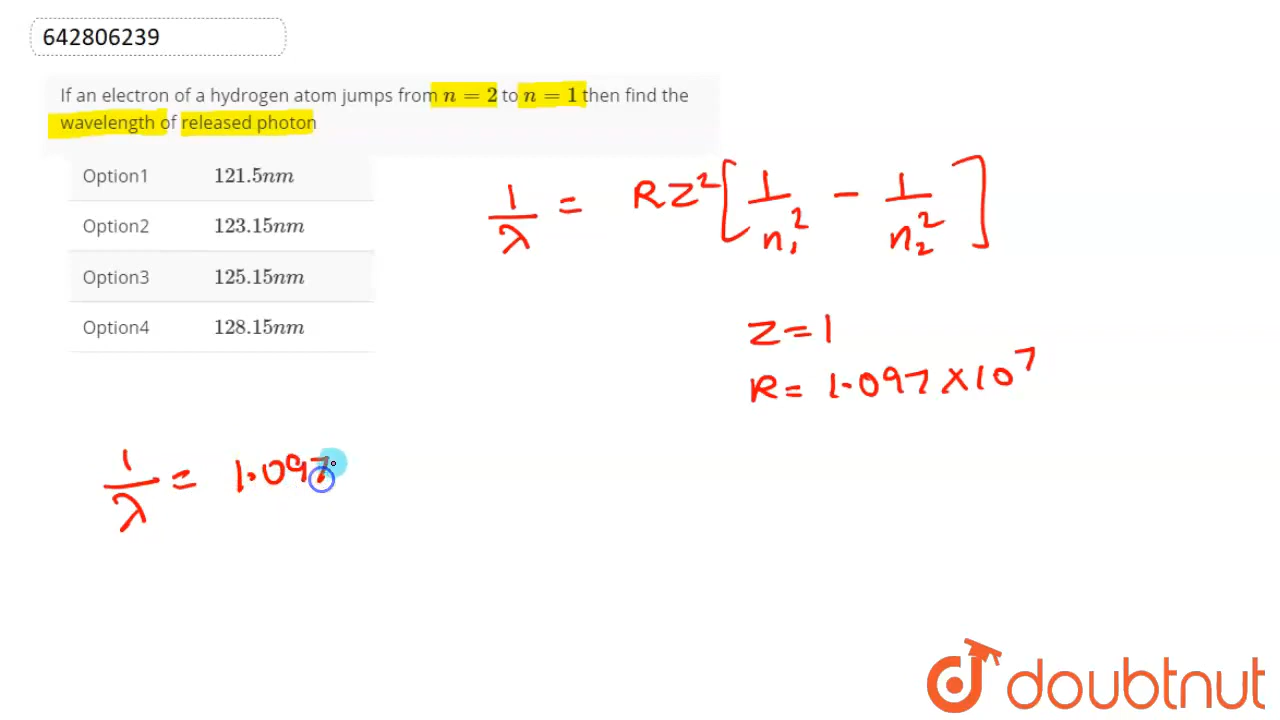 642806239
If an electron of a hydrogen atom jumps from n = 2 to n = 1 then find the
wavelength of released photon
Option1 121.5nm
Option2 123.15nm
Option3 125.15nm
Option4 128.15nm
1/λ = RZ²[1/n₁² − 1/n₂²]
Z=1
R= 1.097×10⁷
1/λ = 1.097
doubtnut